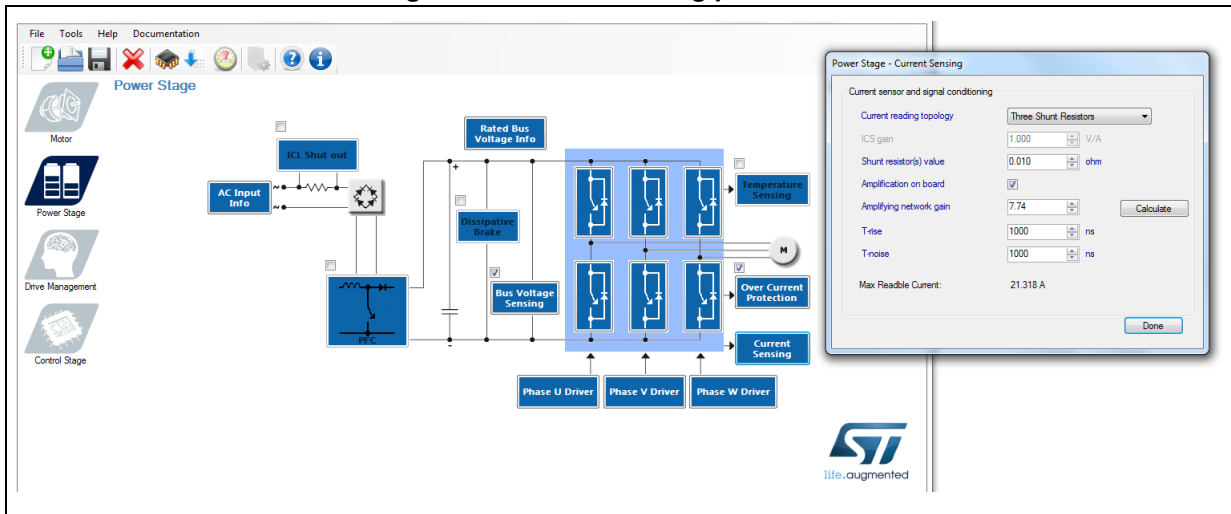 File Tools Help Documentation
Power Stage
Motor
Power Stage
Drive Management
Control Stage
ICL Shut out
Rated Bus
Voltage Info
AC Input
Info
Dissipative
Brake
Temperature
Sensing
M
Bus Voltage
Sensing
Over Current
Protection
PFC
Current
Sensing
+
-
Phase U Driver
Phase V Driver
Phase W Driver
ST
life.augmented
Power Stage - Current Sensing
Current sensor and signal conditioning
Current reading topology Three Shunt Resistors
ICS gain 1.000 V/A
Shunt resistor(s) value 0.010 ohm
Amplification on board
Amplifying network gain 7.74 Calculate
T-rise 1000 ns
T-noise 1000 ns
Max Readble Current: 21.318 A
Done